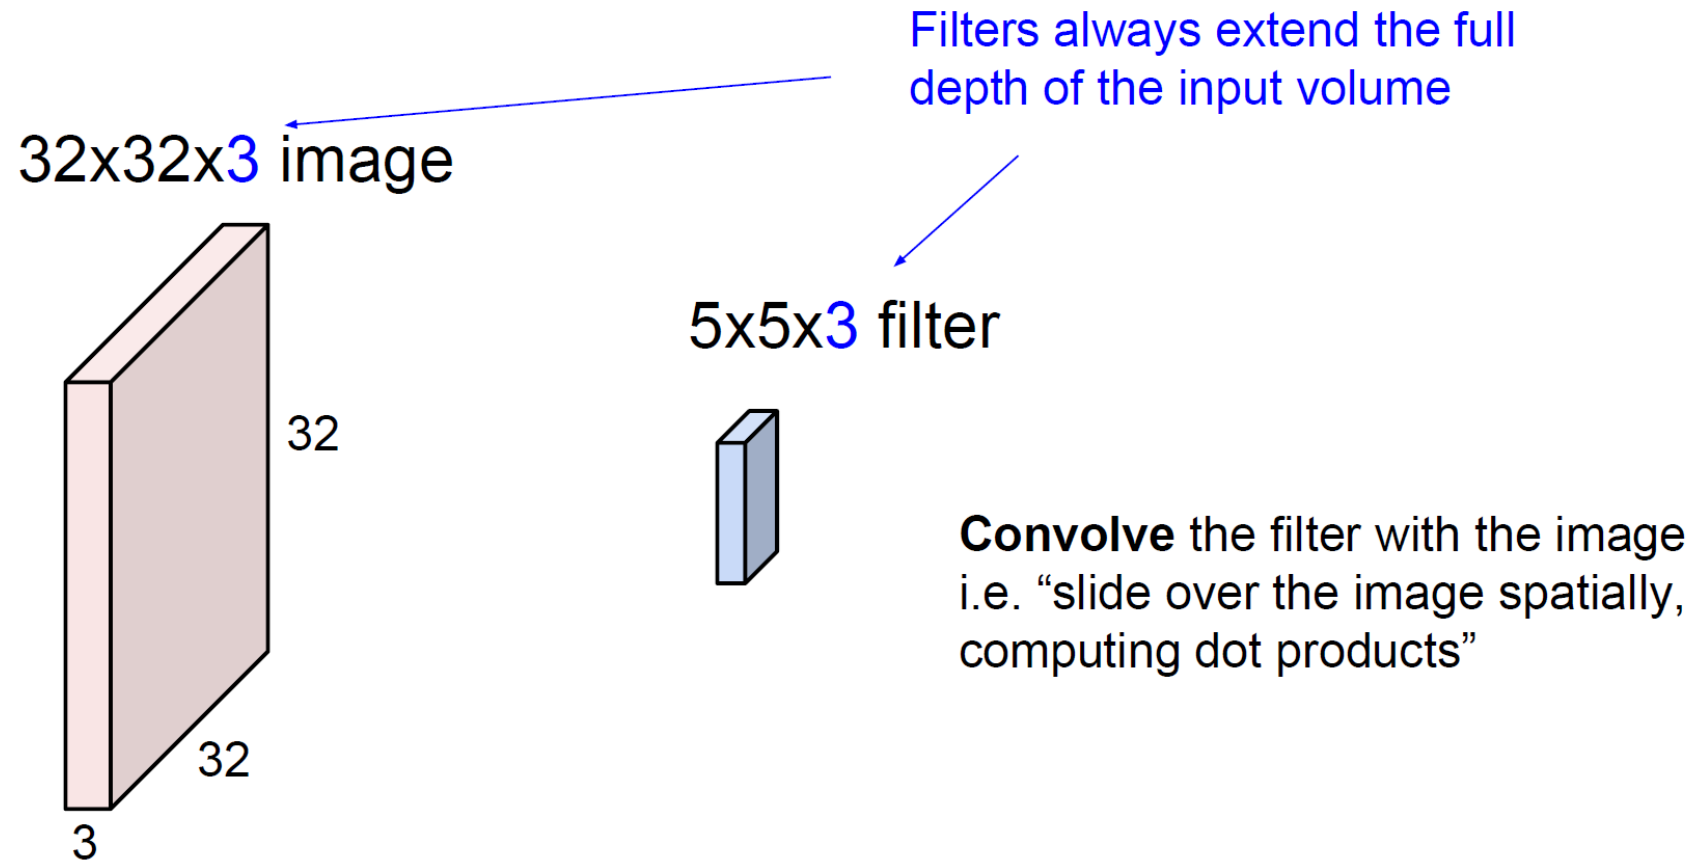 Filters always extend the full
depth of the input volume
32x32x3 image
5x5x3 filter
32
Convolve the filter with the image
i.e. “slide over the image spatially,
computing dot products”
32
3